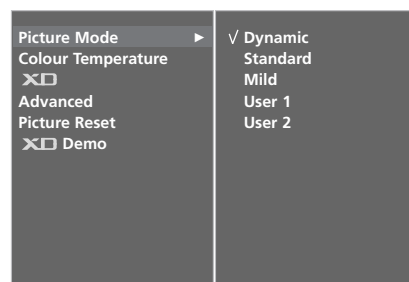 Picture Mode ►
Colour Temperature
XD
Advanced
Picture Reset
XD Demo
√ Dynamic
Standard
Mild
User 1
User 2